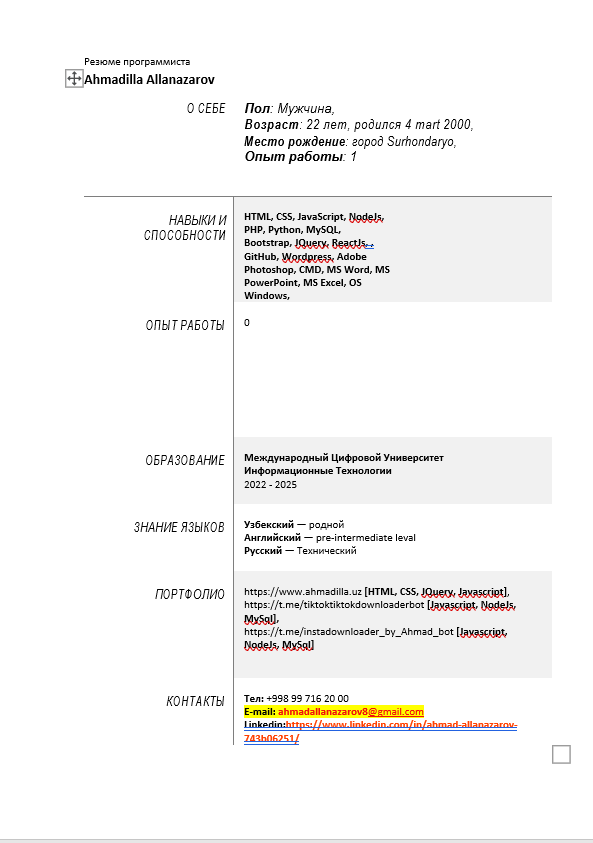 Резюме программиста
Ahmadilla Allanazarov
О СЕБЕ
Пол: Мужчина,
Возраст: 22 лет, родился 4 mart 2000,
Место рождение: город Surhondaryo,
Опыт работы: 1
НАВЫКИ И
СПОСОБНОСТИ
HTML, CSS, JavaScript, NodeJs,
PHP, Python, MySQL,
Bootstrap, JQuery, ReactJs, ,
GitHub, Wordpress, Adobe
Photoshop, CMD, MS Word, MS
PowerPoint, MS Excel, OS
Windows,
ОПЫТ РАБОТЫ
0
ОБРАЗОВАНИЕ
Международный Цифровой Университет
Информационные Технологии
2022 - 2025
ЗНАНИЕ ЯЗЫКОВ
Узбекский — родной
Английский — pre-intermediate leval
Русский — Технический
ПОРТФОЛИО
https://www.ahmadilla.uz [HTML, CSS, JQuery, Javascript],
https://t.me/tiktoktiktokdownloaderbot [Javascript, NodeJs,
MySql],
https://t.me/instadownloader_by_Ahmad_bot [Javascript,
NodeJs, MySql]
КОНТАКТЫ
Тел: +998 99 716 20 00
E-mail: ahmadallanazarov8@gmail.com
Linkedin:https://www.linkedin.com/in/ahmad-allanazarov-
743b06251/